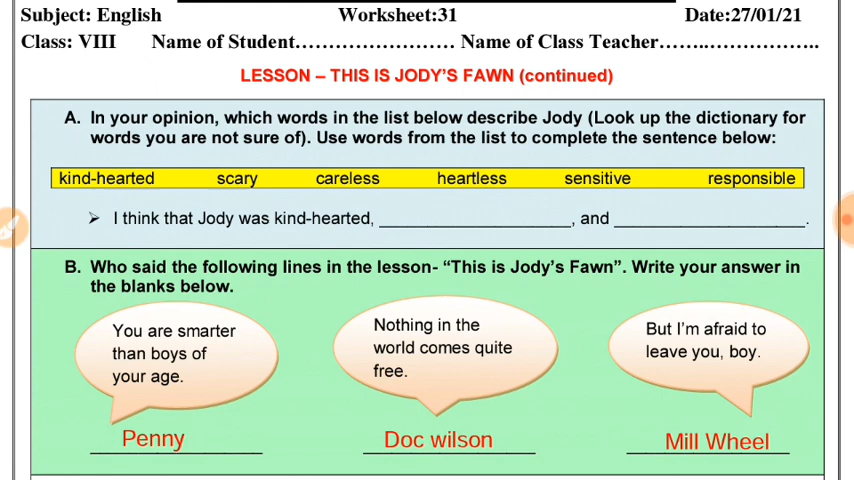 Subject: English Worksheet:31 Date:27/01/21
Class: VIII Name of Student........................ Name of Class Teacher...........................
LESSON – THIS IS JODY'S FAWN (continued)
A. In your opinion, which words in the list below describe Jody (Look up the dictionary for
words you are not sure of). Use words from the list to complete the sentence below:
kind-hearted scary careless heartless sensitive responsible
➢ I think that Jody was kind-hearted, ____________________, and ____________________.
B. Who said the following lines in the lesson- “This is Jody's Fawn”. Write your answer in
the blanks below.
You are smarter
than boys of
your age.
Nothing in the
world comes quite
free.
But I'm afraid to
leave you, boy.
Penny
Doc wilson
Mill Wheel